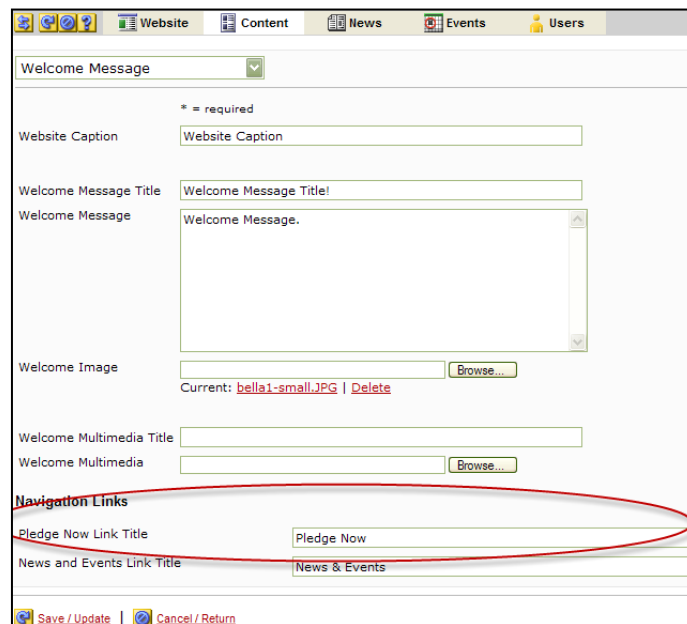 Website Content News Events Users
Welcome Message
* = required
Website Caption Website Caption
Welcome Message Title Welcome Message Title!
Welcome Message Welcome Message.
Welcome Image Browse...
Current: bella1-small.JPG | Delete
Welcome Multimedia Title
Welcome Multimedia Browse...
Navigation Links
Pledge Now Link Title Pledge Now
News and Events Link Title News & Events
Save / Update | Cancel / Return